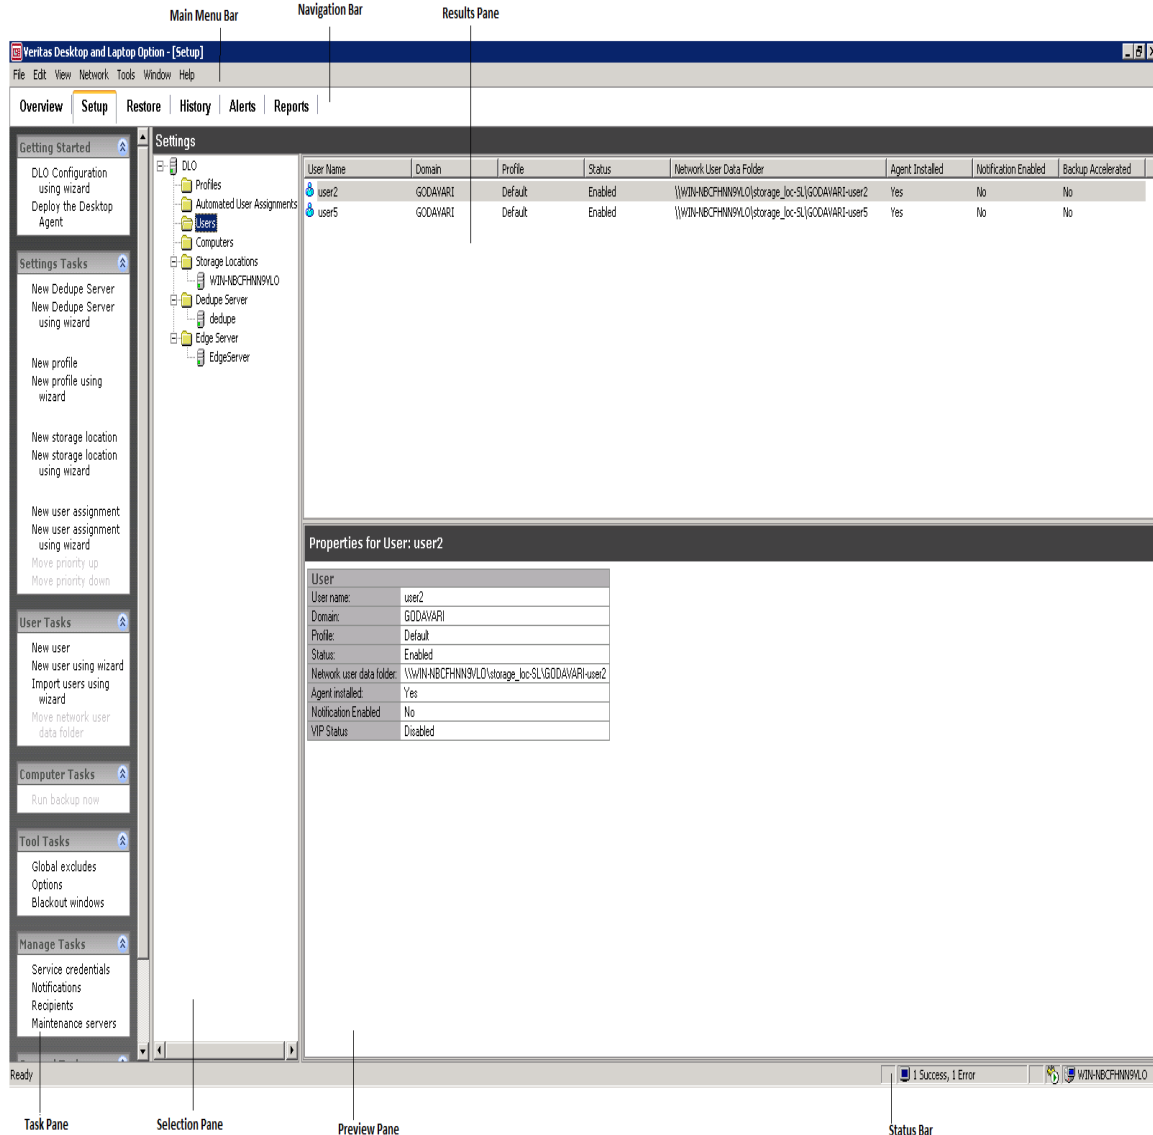 Main Menu Bar
Navigation Bar
Results Pane
Veritas Desktop and Laptop Option - [Setup]
File Edit View Network Tools Window Help
Overview Setup Restore History Alerts Reports
Getting Started
DLO Configuration
using wizard
Deploy the Desktop
Agent
Settings Tasks
New Dedupe Server
New Dedupe Server
using wizard
New profile
New profile using
wizard
New storage location
New storage location
using wizard
New user assignment
New user assignment
using wizard
Move priority up
Move priority down
User Tasks
New user
New user using wizard
Import users using
wizard
Move network user
data folder
Computer Tasks
Run backup now
Tool Tasks
Global excludes
Options
Blackout windows
Manage Tasks
Service credentials
Notifications
Recipients
Maintenance servers
Settings
DLO
Profiles
Automated User Assignments
Users
Computers
Storage Locations
WIN-NBCFHNN9VLO
Dedupe Server
dedupe
Edge Server
EdgeServer
User Name Domain Profile Status Network User Data Folder Agent Installed Notification Enabled Backup Accelerated
user2 GODAVARI Default Enabled \\WIN-NBCFHNN9VLO\storage_loc-SL\GODAVARI-user2 Yes No No
user5 GODAVARI Default Enabled \\WIN-NBCFHNN9VLO\storage_loc-SL\GODAVARI-user5 Yes No No
Properties for User: user2
User
User name: user2
Domain: GODAVARI
Profile: Default
Status: Enabled
Network user data folder: \\WIN-NBCFHNN9VLO\storage_loc-SL\GODAVARI-user2
Agent installed: Yes
Notification Enabled No
VIP Status Disabled
Ready
1 Success, 1 Error
WIN-NBCFHNN9VLO
Task Pane
Selection Pane
Preview Pane
Status Bar